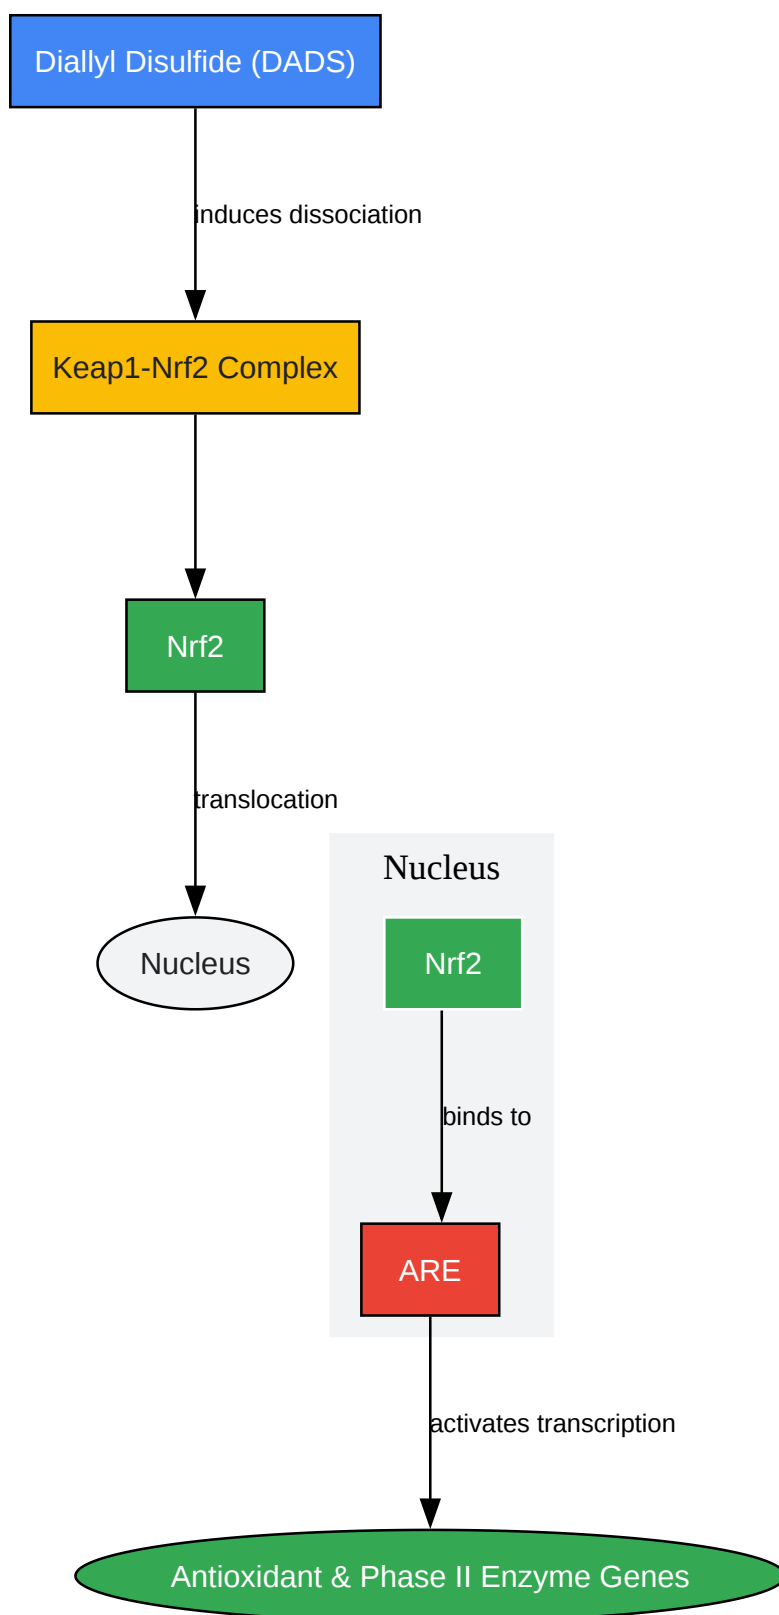 Diallyl Disulfide (DADS)
induces dissociation
Keap1-Nrf2 Complex
Nrf2
translocation
Nucleus
Nucleus
Nrf2
binds to
ARE
activates transcription
Antioxidant & Phase II Enzyme Genes